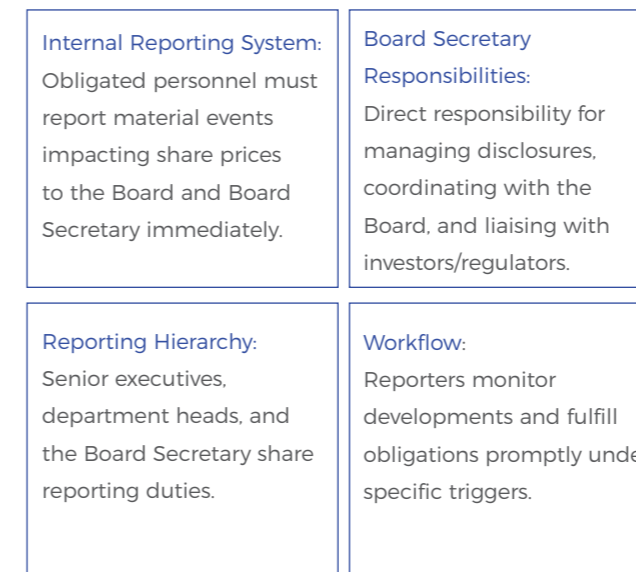 Internal Reporting System:
Obligated personnel must
report material events
impacting share prices
to the Board and Board
Secretary immediately.
Board Secretary
Responsibilities:
Direct responsibility for
managing disclosures,
coordinating with the
Board, and liaising with
investors/regulators.
Reporting Hierarchy:
Senior executives,
department heads, and
the Board Secretary share
reporting duties.
Workflow:
Reporters monitor
developments and fulfill
obligations promptly
specific triggers.